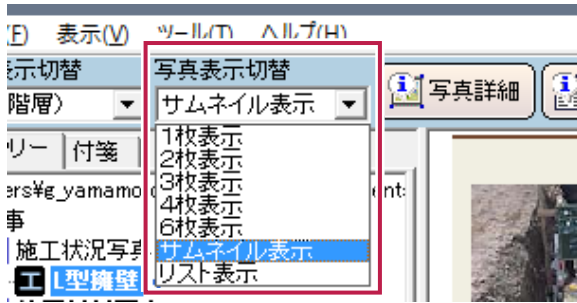 (F) 表示(V) ツール(T) ヘルプ(H)
表示切替 写真表示切替
階層） サムネイル表示 写真詳細
リー 付箋
1枚表示
2枚表示
3枚表示
4枚表示
6枚表示
サムネイル表示
リスト表示
ers¥g_yamamo
事
施工状況写真
工 L型擁壁